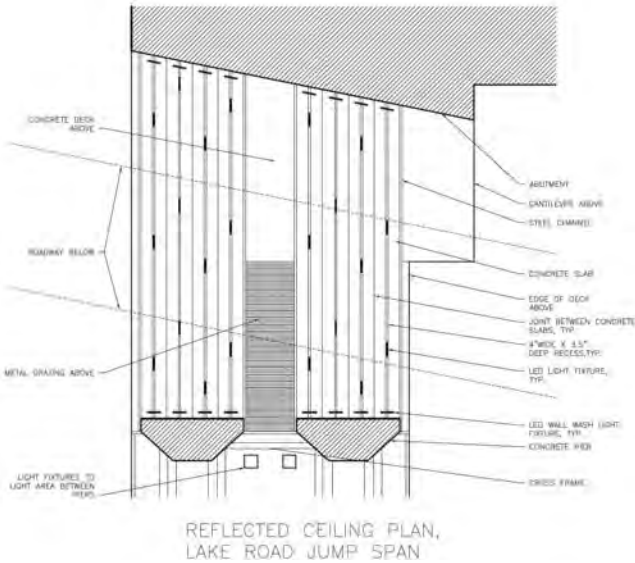 CONCRETE DECK
ABOVE
ROADWAY BELOW
METAL GRATING ABOVE
LIGHT FIXTURES TO
LIGHT AREA BETWEEN
PIERS
ABUTMENT
CANTILEVER ABOVE
STEEL CHANNEL
CONCRETE SLAB
EDGE OF DECK
ABOVE
JOINT BETWEEN CONCRETE
SLABS, TYP.
4" WIDE X 3.5"
DEEP RECESS, TYP.
LED LIGHT FIXTURE,
TYP.
LED WALL WASH LIGHT
FIXTURE, TYP.
CONCRETE PIER
CROSS FRAME
REFLECTED CEILING PLAN,
LAKE ROAD JUMP SPAN